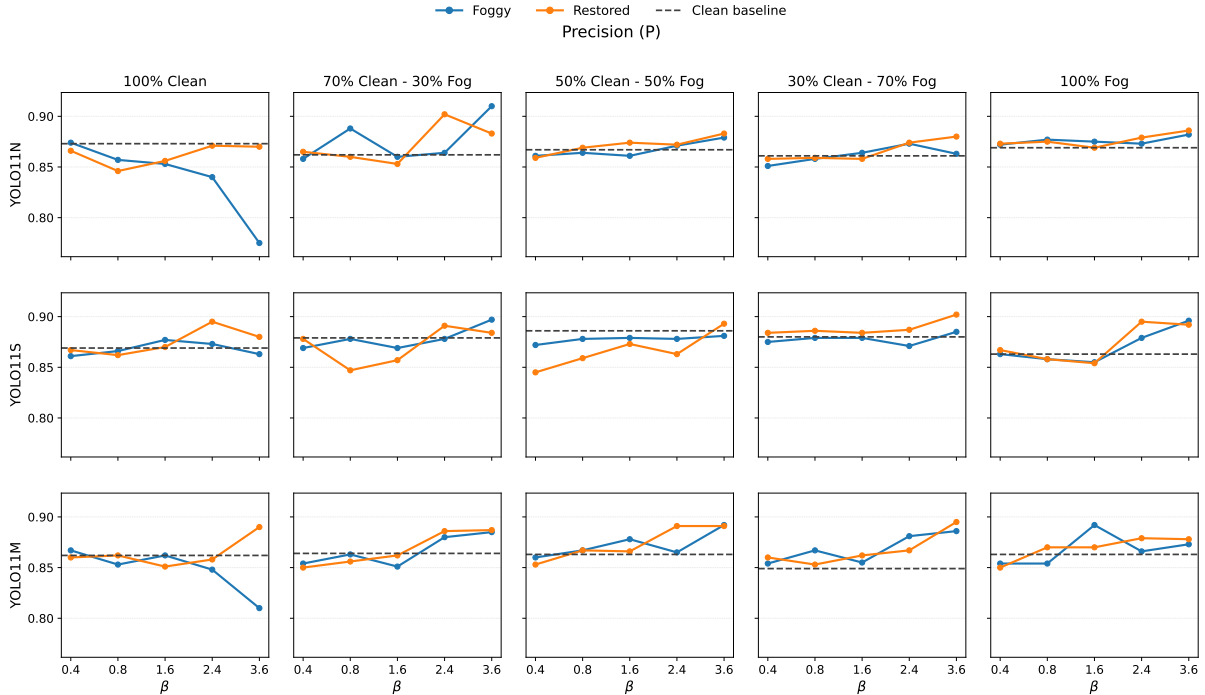 Foggy Restored Clean baseline
Precision (P)
100% Clean 70% Clean - 30% Fog 50% Clean - 50% Fog 30% Clean - 70% Fog 100% Fog
YOLO11N
0.90
0.85
0.80
YOLO11S
0.90
0.85
0.80
YOLO11M
0.90
0.85
0.80
0.4 0.8 1.6 2.4 3.6 0.4 0.8 1.6 2.4 3.6 0.4 0.8 1.6 2.4 3.6 0.4 0.8 1.6 2.4 3.6 0.4 0.8 1.6 2.4 3.6
β β β β β